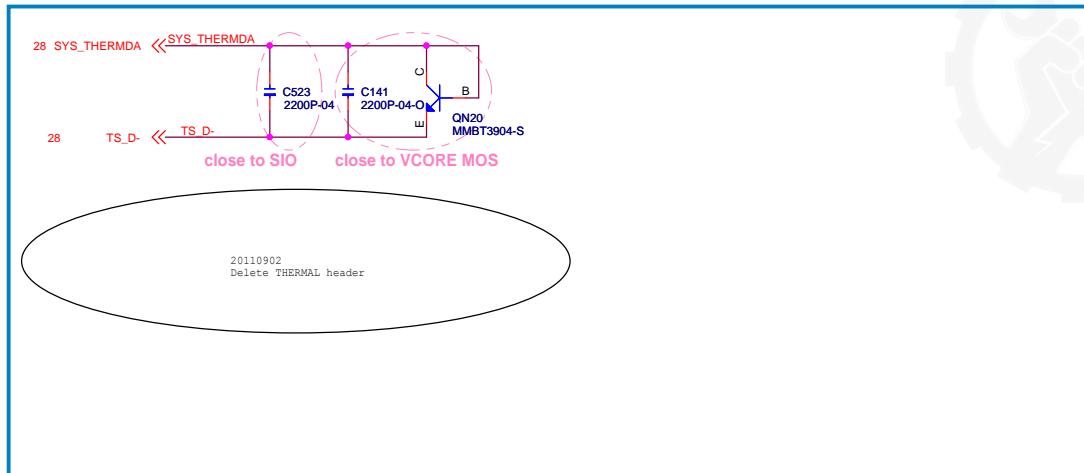 28 SYS_THERMDA SYS_THERMDA
C523
2200P-04
C141
2200P-04-O
C
B
E
QN20
MMBT3904-S
28 TS_D- TS_D-
close to SIO
close to VCORE MOS
20110902
Delete THERMAL header